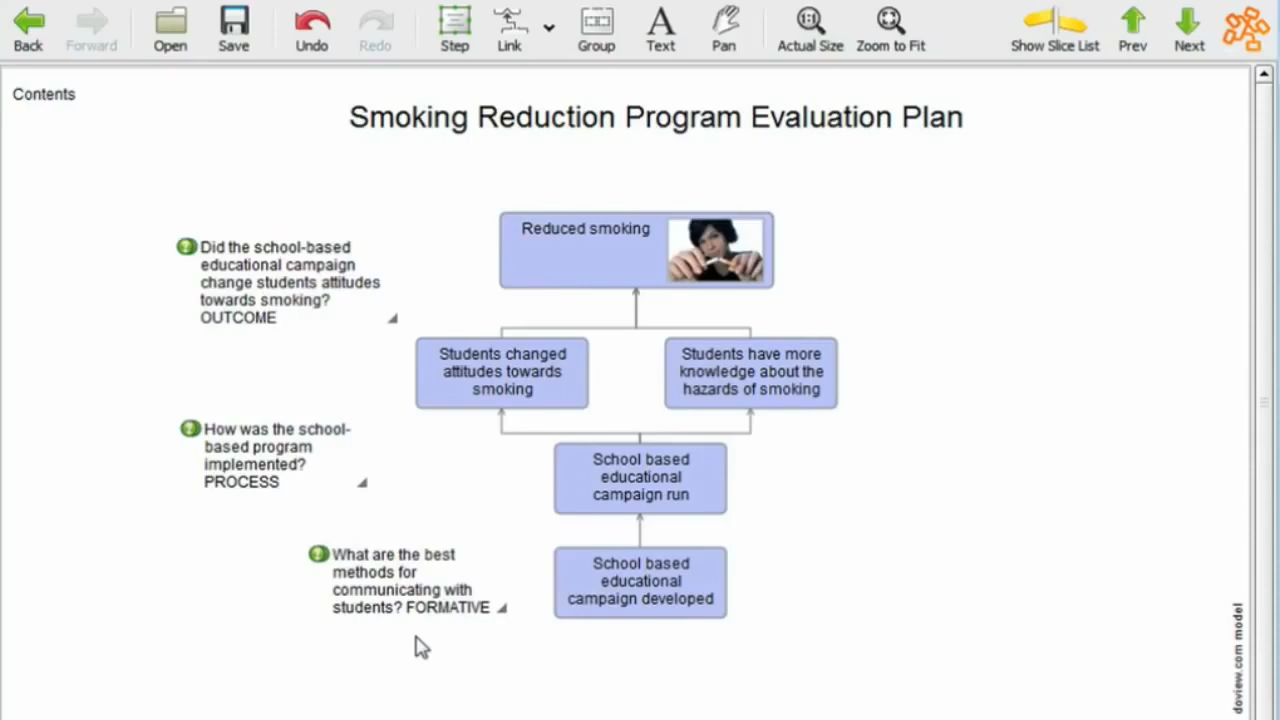 Back
Forward
Open
Save
Undo
Redo
Step
Link
Group
Text
Pan
Actual Size
Zoom to Fit
Show Slice List
Prev
Next
Contents
Smoking Reduction Program Evaluation Plan
Reduced smoking
Did the school-based
educational campaign
change students attitudes
towards smoking?
OUTCOME
Students changed
attitudes towards
smoking
Students have more
knowledge about the
hazards of smoking
How was the school-
based program
implemented?
PROCESS
School based
educational
campaign run
What are the best
methods for
communicating with
students? FORMATIVE
School based
educational
campaign developed
doview.com model